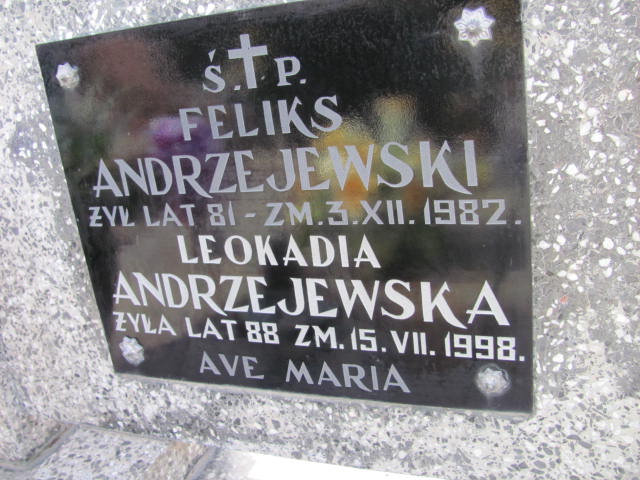 Ś.P.
FELIKS
ANDRZEJEWSKI
ŻYŁ LAT 81 - ZM. 3.XII. 1982.
LEOKADIA
ANDRZEJEWSKA
ŻYŁA LAT 88 ZM. 15. VII. 1998.
AVE MARIA